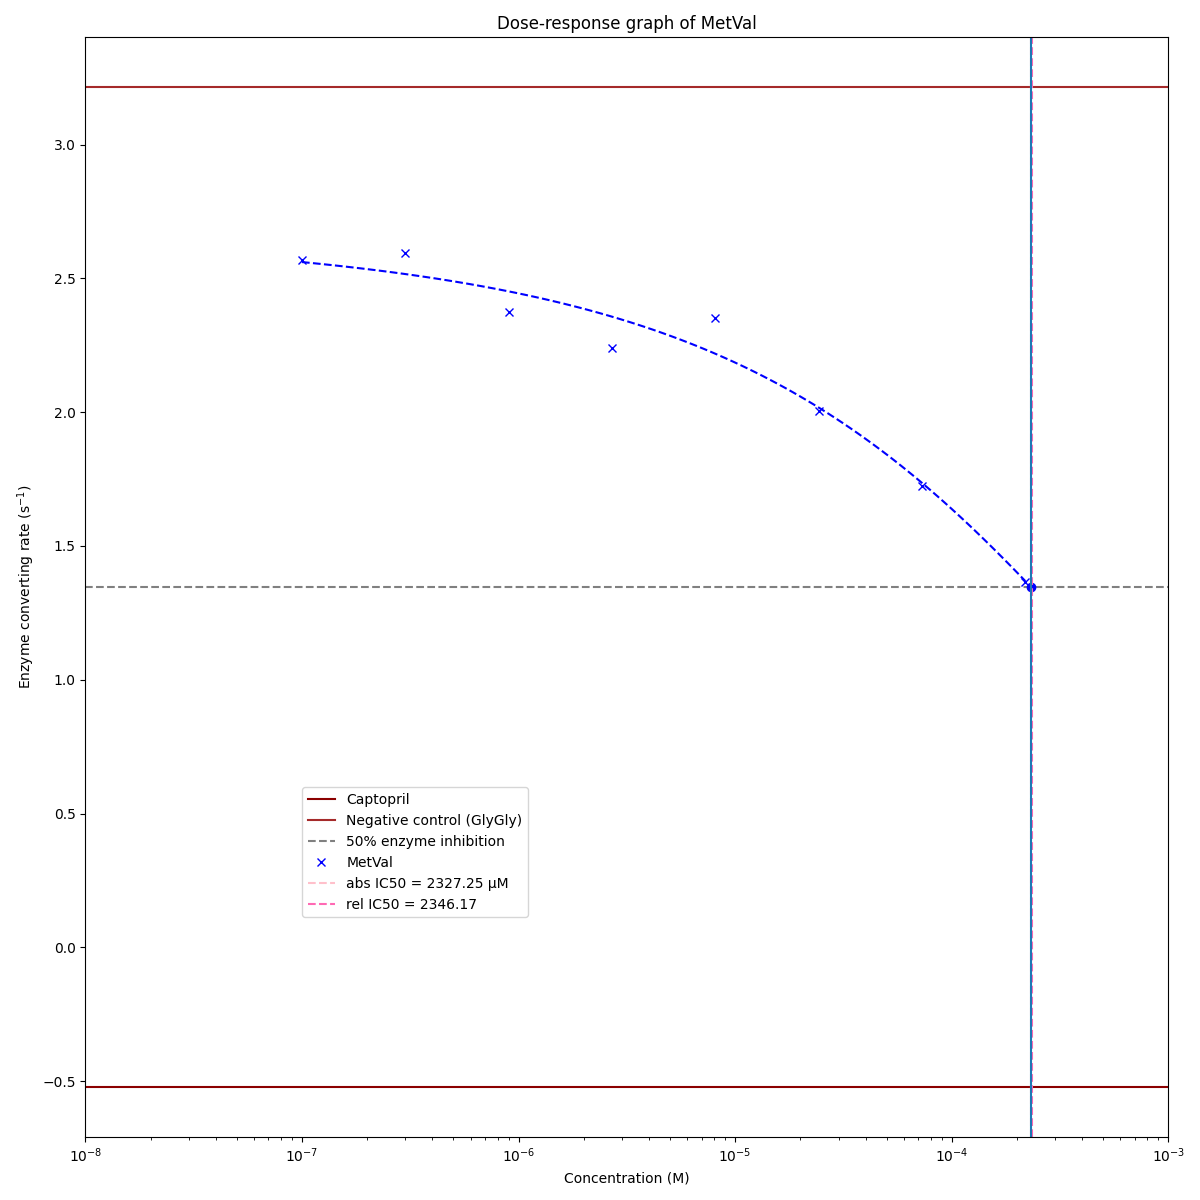 Dose-response graph of MetVal
Enzyme converting rate (s⁻¹)
3.0
2.5
2.0
1.5
1.0
0.5
0.0
−0.5
Captopril
Negative control (GlyGly)
50% enzyme inhibition
MetVal
abs IC50 = 2327.25 µM
rel IC50 = 2346.17
10⁻⁸
10⁻⁷
10⁻⁶
10⁻⁵
10⁻⁴
10⁻³
Concentration (M)